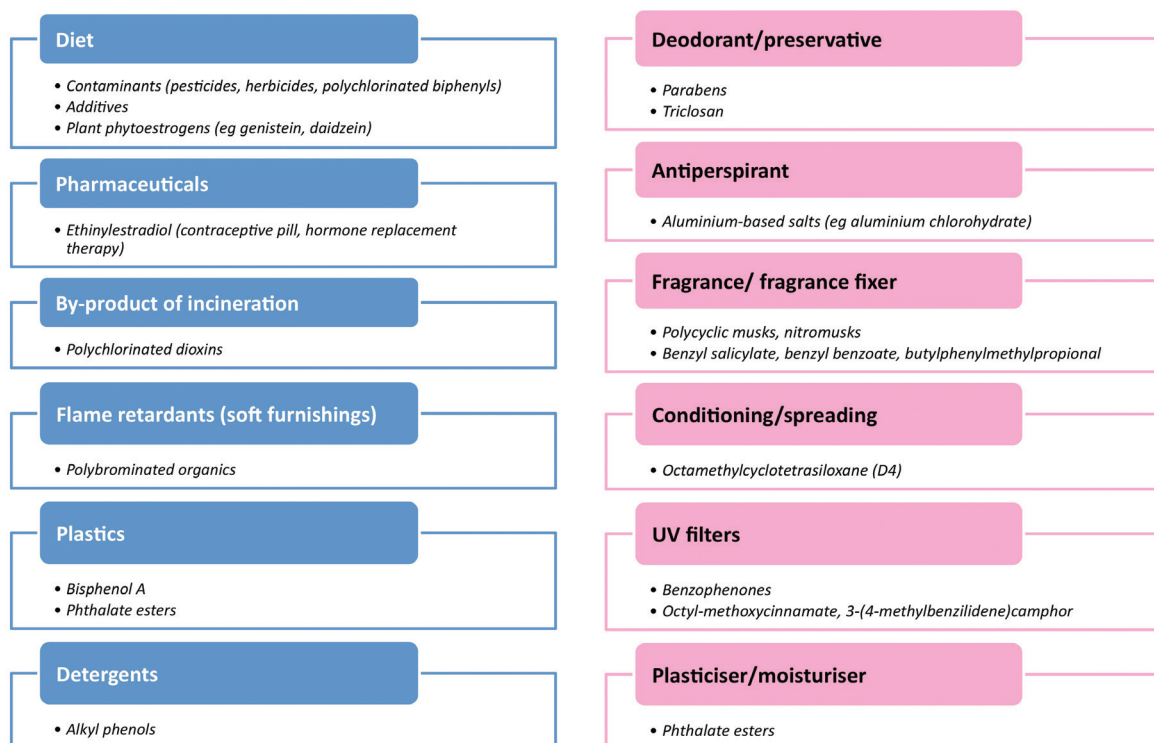 Diet
• Contaminants (pesticides, herbicides, polychlorinated biphenyls)
• Additives
• Plant phytoestrogens (eg genistein, daidzein)
Pharmaceuticals
• Ethinylestradiol (contraceptive pill, hormone replacement
therapy)
By-product of incineration
• Polychlorinated dioxins
Flame retardants (soft furnishings)
• Polybrominated organics
Plastics
• Bisphenol A
• Phthalate esters
Detergents
• Alkyl phenols
Deodorant/preservative
• Parabens
• Triclosan
Antiperspirant
• Aluminium-based salts (eg aluminium chlorohydrate)
Fragrance/ fragrance fixer
• Polycyclic musks, nitromusks
• Benzyl salicylate, benzyl benzoate, butylphenylmethylpropional
Conditioning/spreading
• Octamethylcyclotetrasiloxane (D4)
UV filters
• Benzophenones
• Octyl-methoxycinnamate, 3-(4-methylbenzilidene)camphor
Plasticiser/moisturiser
• Phthalate esters